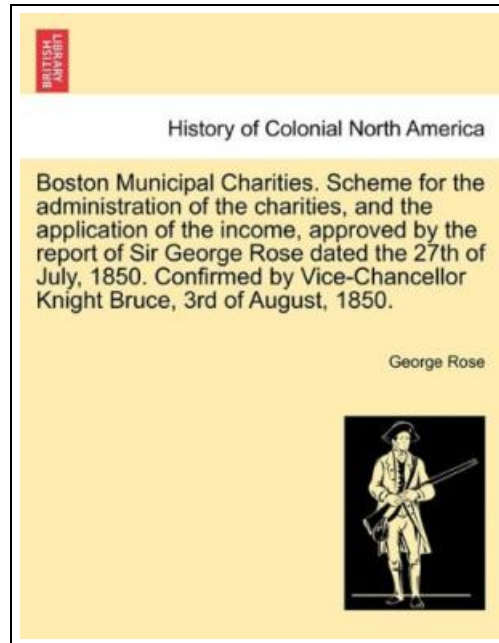 BRITISH
LIBRARY
History of Colonial North America
Boston Municipal Charities. Scheme for the
administration of the charities, and the
application of the income, approved by the
report of Sir George Rose dated the 27th of
July, 1850. Confirmed by Vice-Chancellor
Knight Bruce, 3rd of August, 1850.
George Rose